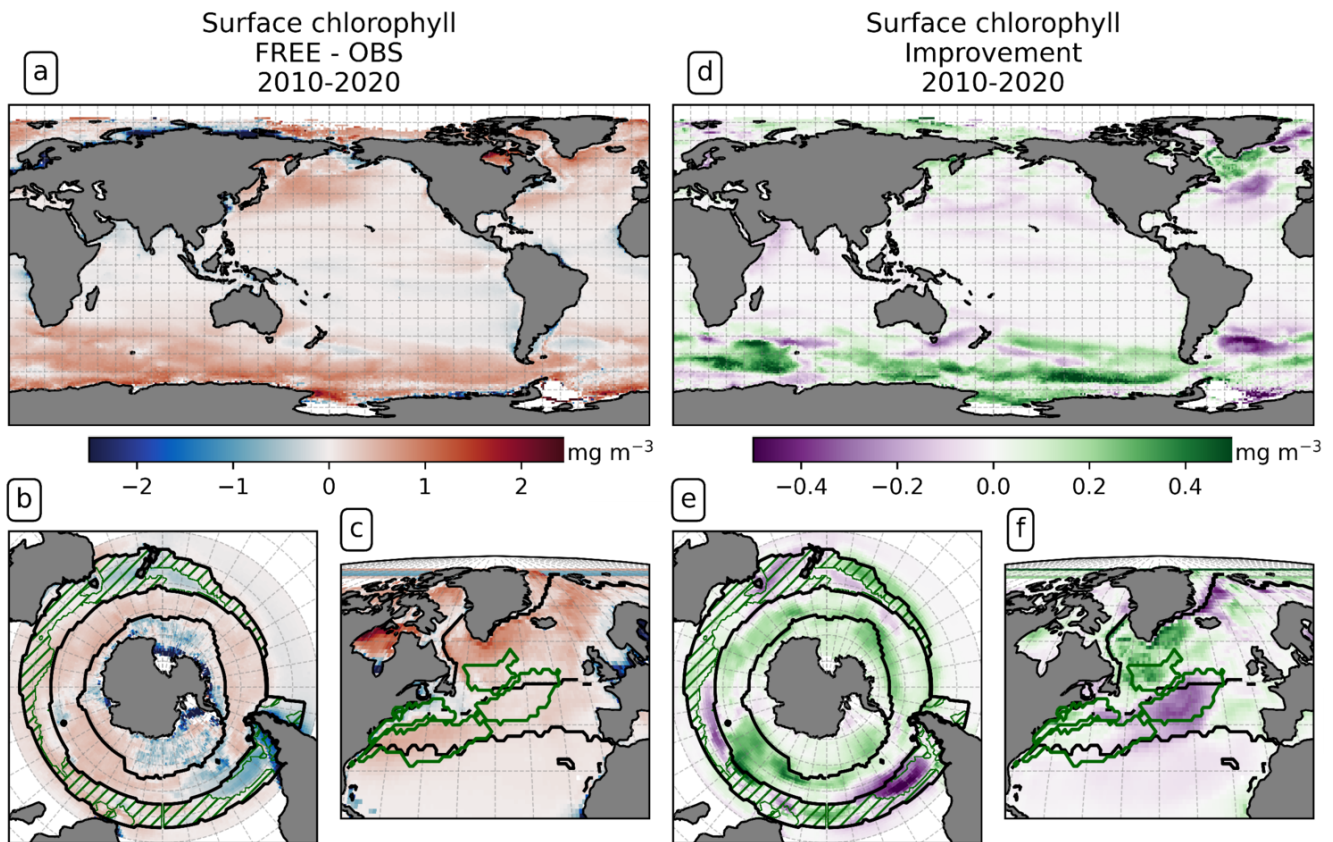 Surface chlorophyll
FREE - OBS
2010-2020
a
Surface chlorophyll
Improvement
2010-2020
d
mg m⁻³
−2 −1 0 1 2
mg m⁻³
−0.4 −0.2 0.0 0.2 0.4
b
c
e
f